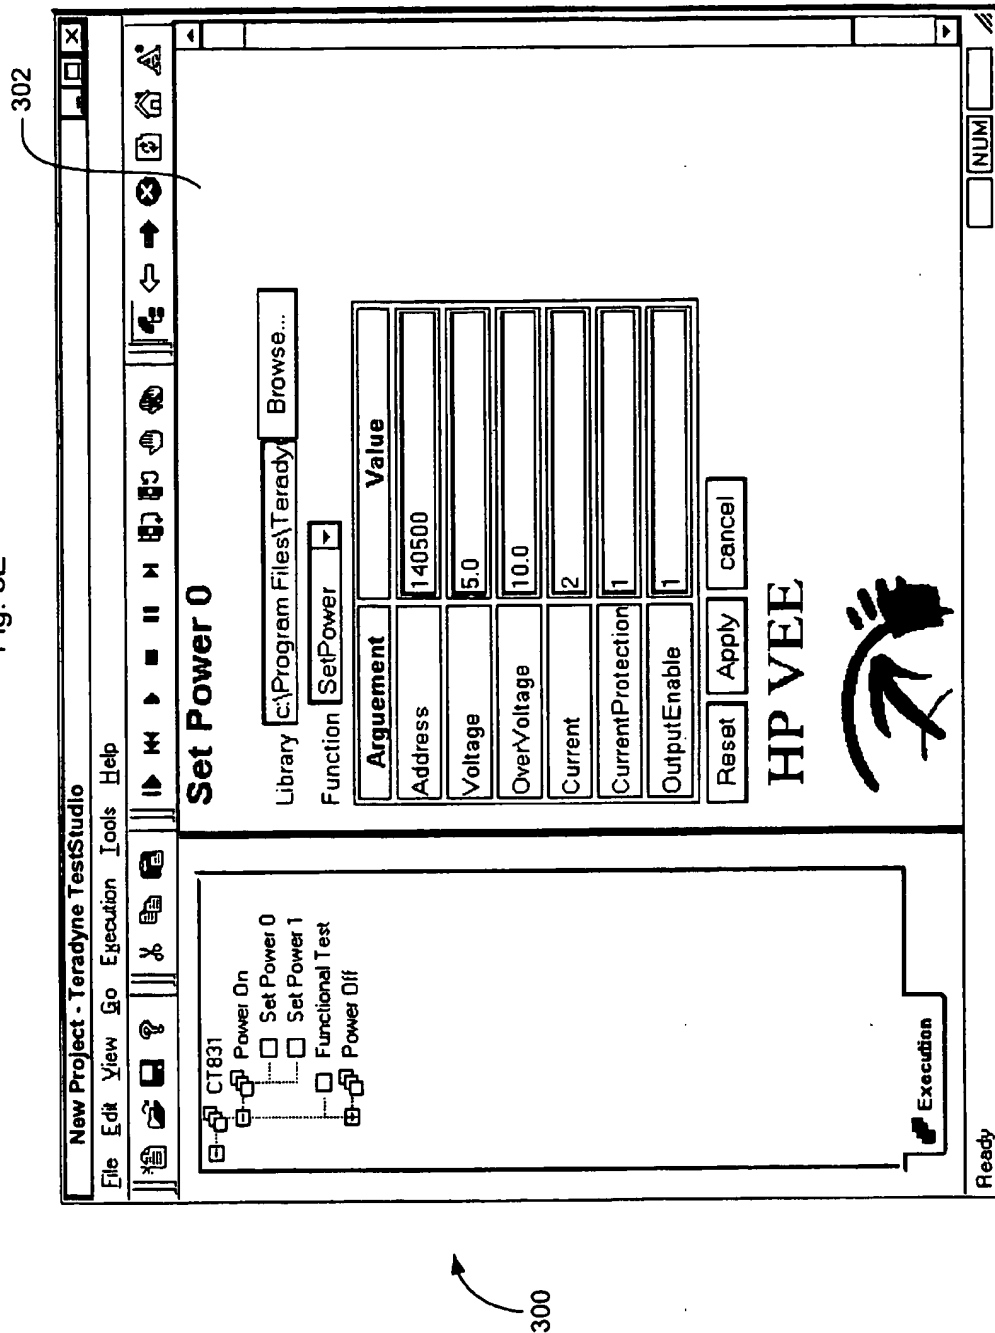 302
New Project - Teradyne TestStudio
File Edit View Go Execution Tools Help
CT831
Power On
Set Power 0
Set Power 1
Functional Test
Power Off
Execution
Set Power 0
Library c:\Program Files\Terady Browse...
Function SetPower
Arguement Value
Address 140500
Voltage 5.0
OverVoltage 10.0
Current 2
CurrentProtection 1
OutputEnable 1
Reset Apply cancel
HP VEE
Ready NUM
300